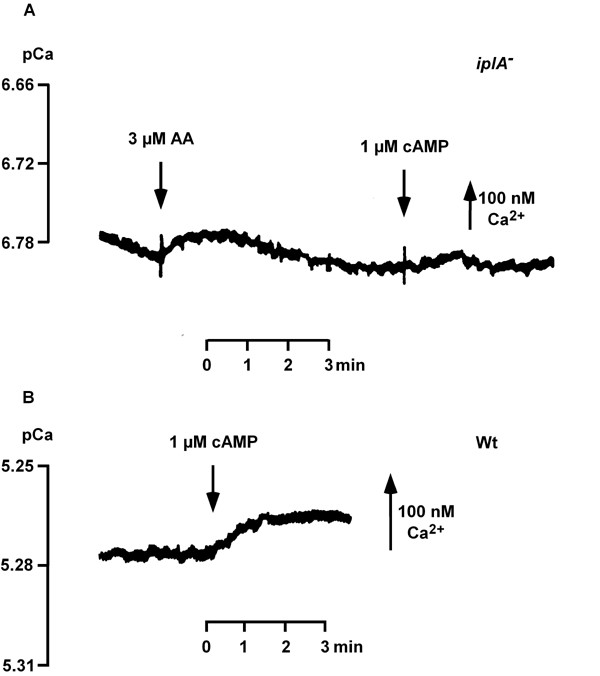 A
pCa
iplA-
6.66
3 µM AA
1 µM cAMP
6.72
100 nM
Ca2+
6.78
0 1 2 3 min
B
pCa
1 µM cAMP
Wt
5.25
100 nM
Ca2+
5.28
0 1 2 3 min
5.31